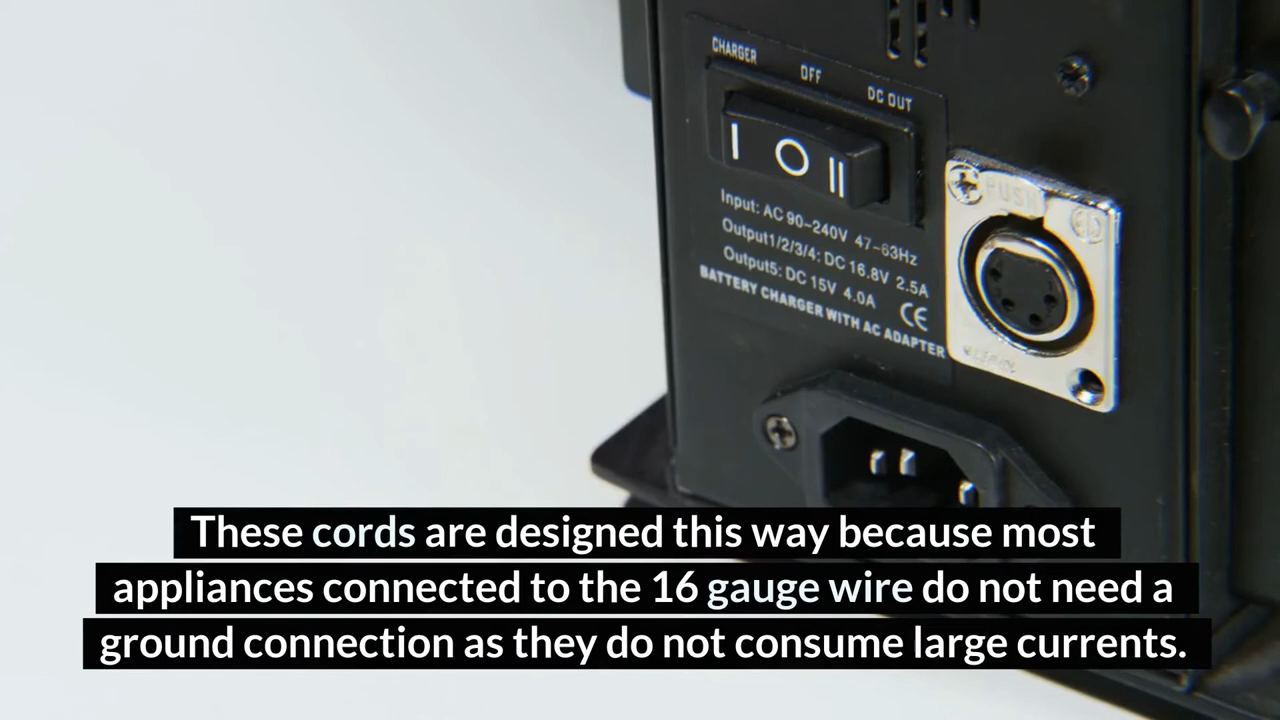 CHARGER OFF DC OUT
I O II
Input: AC 90-240V 47-63Hz
Output1/2/3/4: DC 16.8V 2.5A
Output5: DC 15V 4.0A
CE
BATTERY CHARGER WITH AC ADAPTER
PUSH
These cords are designed this way because most
appliances connected to the 16 gauge wire do not need a
ground connection as they do not consume large currents.